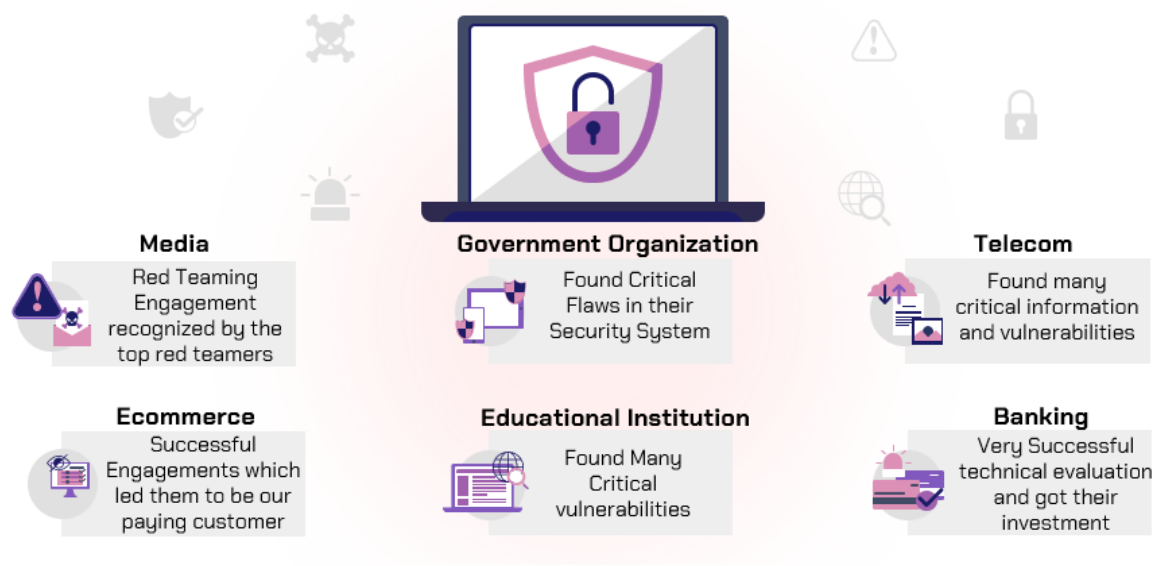 Media
Red Teaming
Engagement
recognized by the
top red teamers
Government Organization
Found Critical
Flaws in their
Security System
Telecom
Found many
critical information
and vulnerabilities
Ecommerce
Successful
Engagements which
led them to be our
paying customer
Educational Institution
Found Many
Critical
vulnerabilities
Banking
Very Successful
technical evaluation
and got their
investment